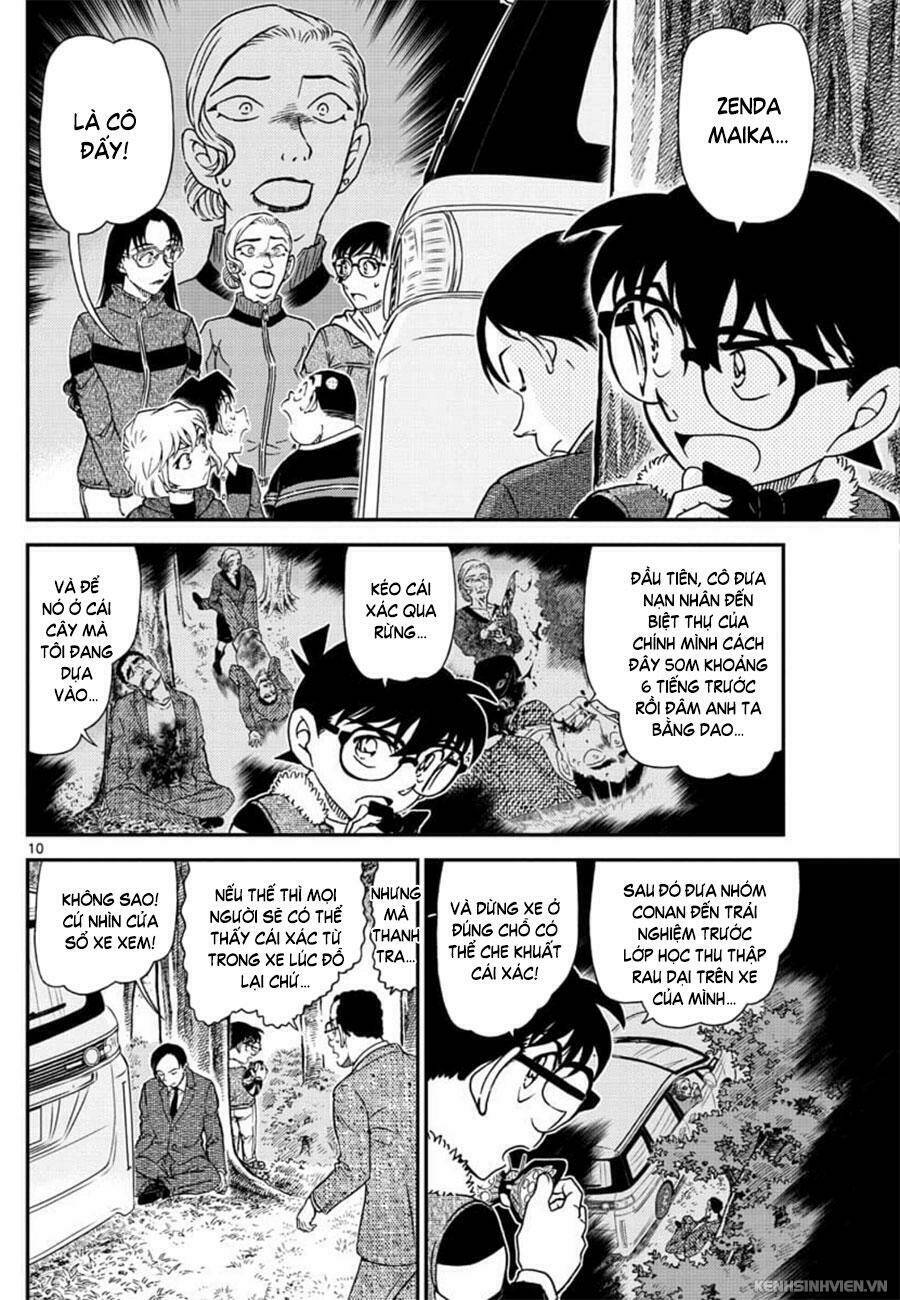 ZENDA
MAIKA...
LÀ CÔ
ĐẤY!
ĐẦU TIÊN, CÔ ĐƯA
NẠN NHÂN ĐẾN
BIỆT THỰ CỦA
CHÍNH MÌNH CÁCH
ĐÂY 50M KHOẢNG
6 TIẾNG TRƯỚC
RỒI ĐÂM ANH TA
BẰNG DAO...
KÉO CÁI
XÁC QUA
RỪNG...
VÀ ĐỂ
NÓ Ở CÁI
CÂY MÀ
TÔI ĐANG
DỰA
VÀO...
10
SAU ĐÓ ĐƯA NHÓM
CONAN ĐẾN TRẢI
NGHIỆM TRƯỚC
LỚP HỌC THU THẬP
RAU DẠI TRÊN XE
CỦA MÌNH...
VÀ DỪNG XE Ở
ĐÚNG CHỖ CÓ
THỂ CHE KHUẤT
CÁI XÁC!
NHƯNG
MÀ
THANH
TRA...
NẾU THẾ THÌ MỌI
NGƯỜI SẼ CÓ THỂ
THẤY CÁI XÁC TỪ
TRONG XE LÚC ĐỖ
LẠI CHỨ...
KHÔNG SAO!
CỨ NHÌN CỬA
SỔ XE XEM!
KENHSINHVIEN.VN